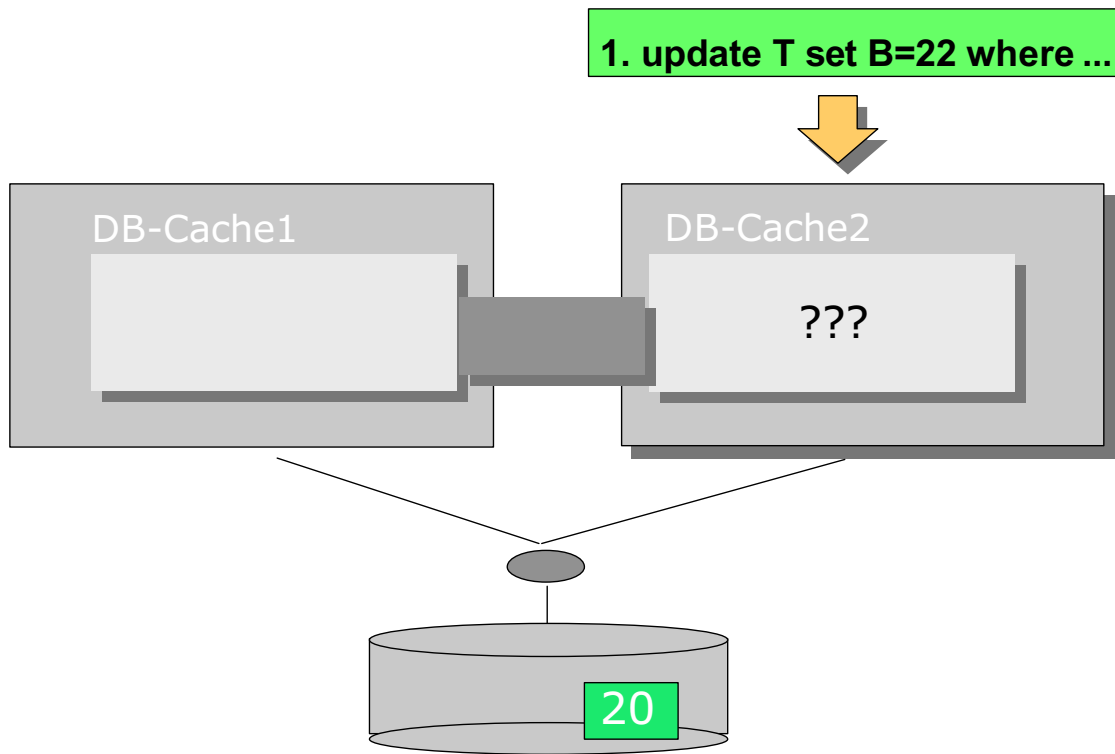 1. update T set B=22 where ...
DB-Cache1
DB-Cache2
???
20